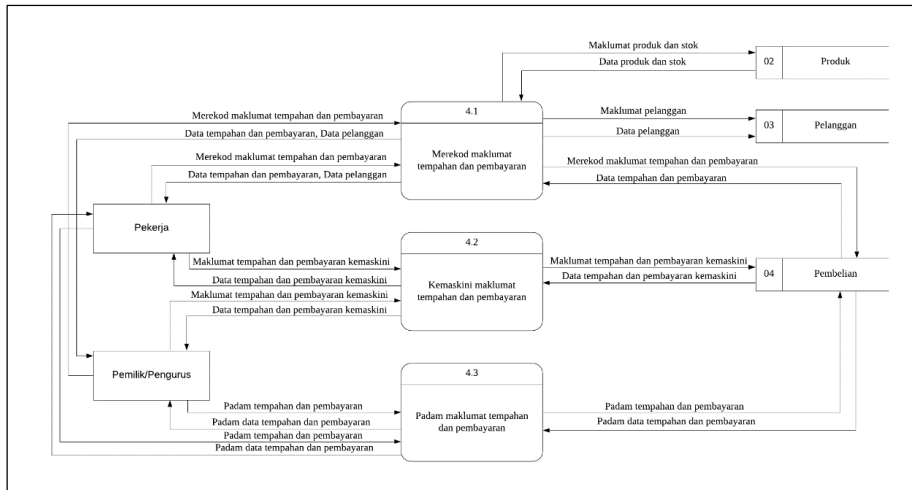 Maklumat produk dan stok
Data produk dan stok
02 Produk
4.1
Merekod maklumat tempahan dan pembayaran
Maklumat pelanggan
03 Pelanggan
Data tempahan dan pembayaran, Data pelanggan
Data pelanggan
Merekod maklumat
tempahan dan pembayaran
Merekod maklumat tempahan dan pembayaran
Merekod maklumat tempahan dan pembayaran
Data tempahan dan pembayaran, Data pelanggan
Data tempahan dan pembayaran
Pekerja
4.2
Maklumat tempahan dan pembayaran kemaskini
Maklumat tempahan dan pembayaran kemaskini
04 Pembelian
Data tempahan dan pembayaran kemaskini
Kemaskini maklumat
tempahan dan pembayaran
Data tempahan dan pembayaran kemaskini
Maklumat tempahan dan pembayaran kemaskini
Data tempahan dan pembayaran kemaskini
Pemilik/Pengurus
4.3
Padam tempahan dan pembayaran
Padam maklumat tempahan
dan pembayaran
Padam tempahan dan pembayaran
Padam data tempahan dan pembayaran
Padam data tempahan dan pembayaran
Padam tempahan dan pembayaran
Padam data tempahan dan pembayaran